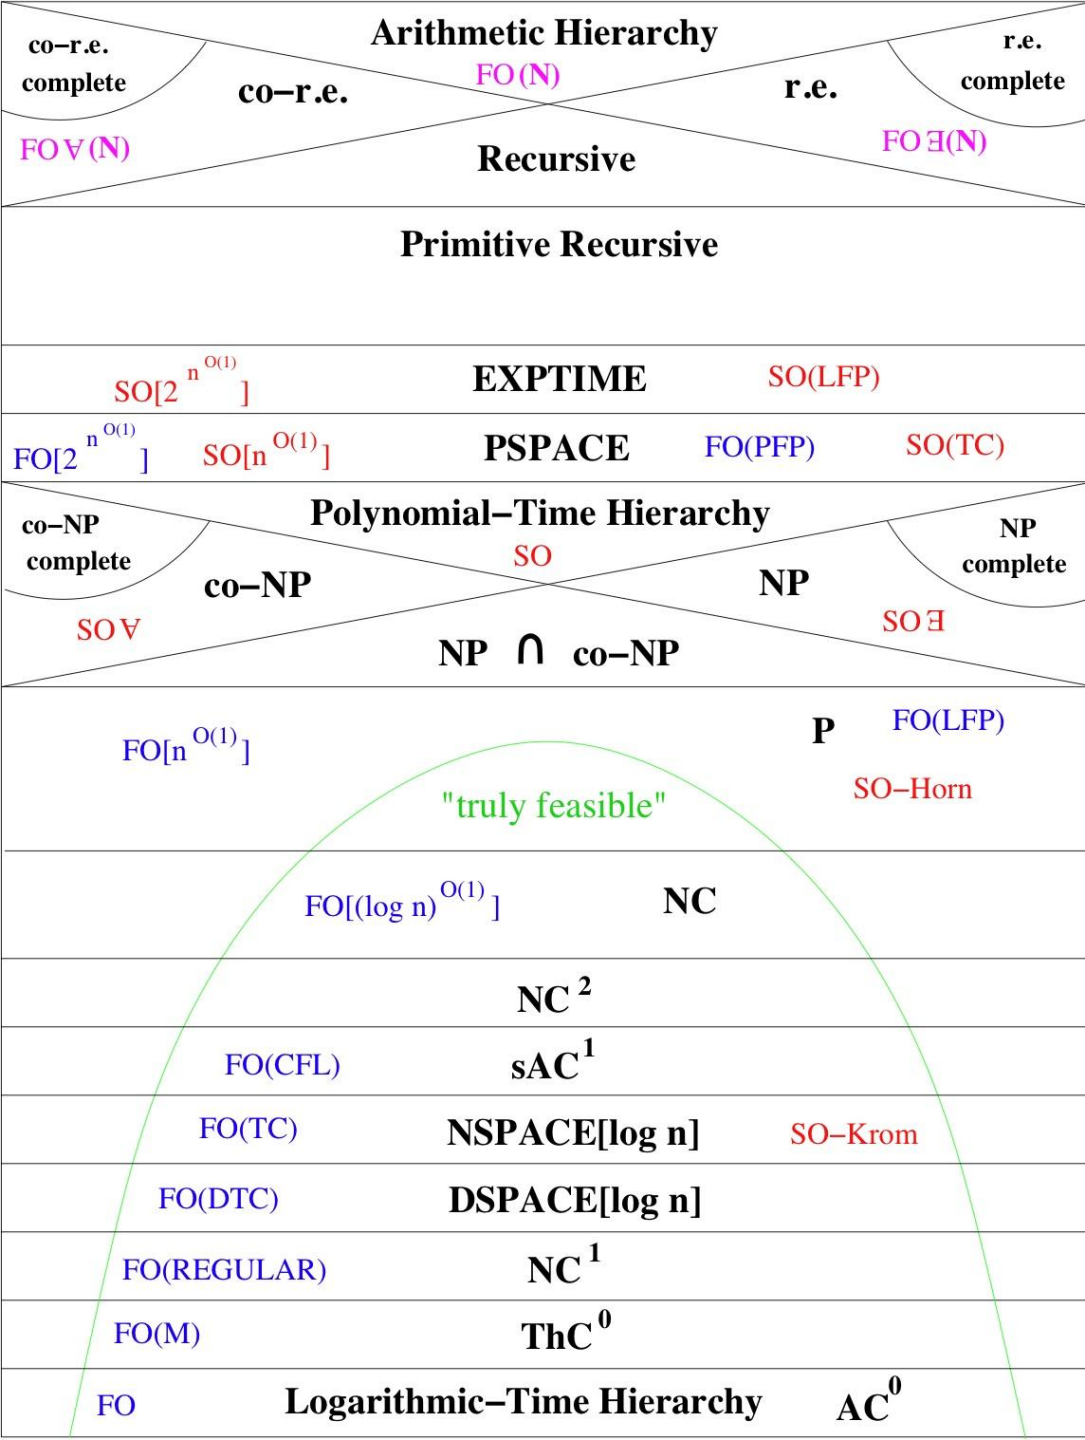 Arithmetic Hierarchy
FO(N)
co−r.e.
complete
co−r.e.
r.e.
r.e.
complete
FO∀(N)
FO∃(N)
Recursive
Primitive Recursive
SO[2^n^O(1)] EXPTIME SO(LFP)
FO[2^n^O(1)] SO[n^O(1)] PSPACE FO(PFP) SO(TC)
Polynomial−Time Hierarchy
SO
co−NP
complete
co−NP
NP
NP
complete
SO∀
SO∃
NP ∩ co−NP
FO[n^O(1)] P FO(LFP)
SO−Horn
"truly feasible"
FO[(log n)^O(1)] NC
NC^2
FO(CFL) sAC^1
FO(TC) NSPACE[log n] SO−Krom
FO(DTC) DSPACE[log n]
FO(REGULAR) NC^1
FO(M) ThC^0
FO Logarithmic−Time Hierarchy AC^0